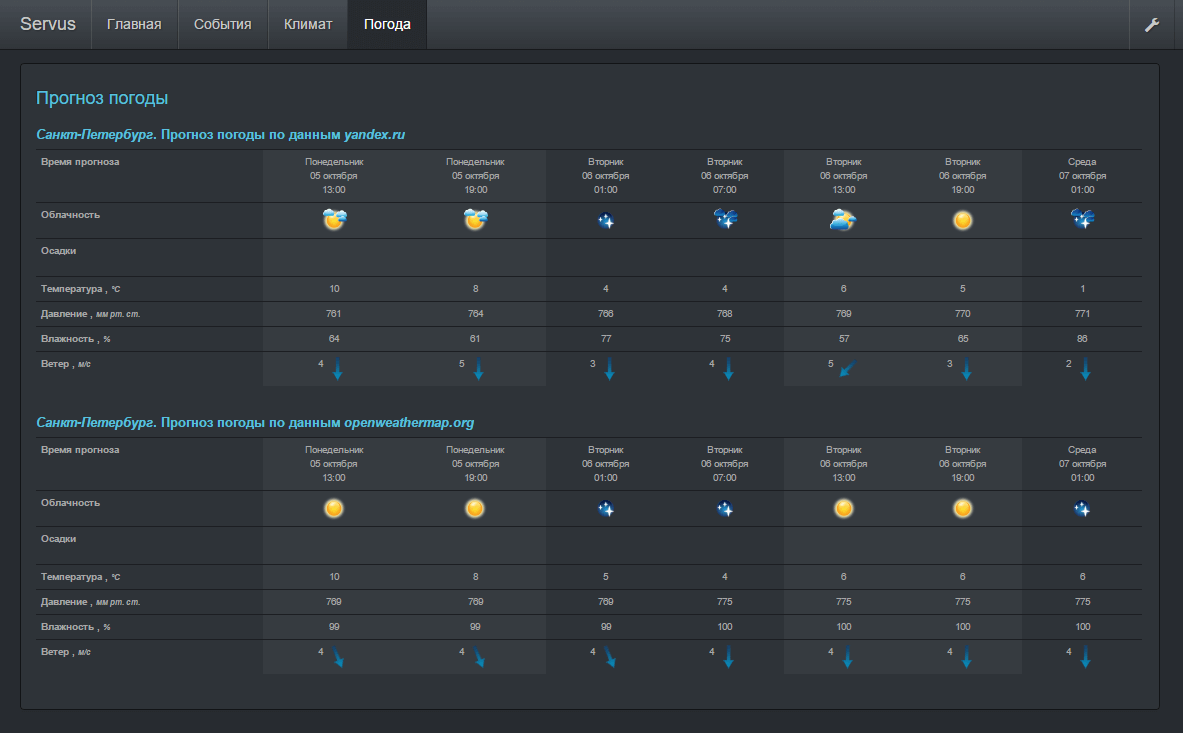 Servus Главная События Климат Погода
Прогноз погоды
Санкт-Петербург. Прогноз погоды по данным yandex.ru
Время прогноза Понедельник Понедельник Вторник Вторник Вторник Вторник Среда
05 октября 05 октября 06 октября 06 октября 06 октября 06 октября 07 октября
13:00 19:00 01:00 07:00 13:00 19:00 01:00
Облачность
Осадки
Температура , °C 10 8 4 4 6 5 1
Давление , мм рт. ст. 761 764 766 768 769 770 771
Влажность , % 64 61 77 75 57 65 86
Ветер , м/с 4 5 3 4 5 3 2
Санкт-Петербург. Прогноз погоды по данным openweathermap.org
Время прогноза Понедельник Понедельник Вторник Вторник Вторник Вторник Среда
05 октября 05 октября 06 октября 06 октября 06 октября 06 октября 07 октября
13:00 19:00 01:00 07:00 13:00 19:00 01:00
Облачность
Осадки
Температура , °C 10 8 5 4 6 6 6
Давление , мм рт. ст. 769 769 769 775 775 775 775
Влажность , % 99 99 99 100 100 100 100
Ветер , м/с 4 4 4 4 4 4 4